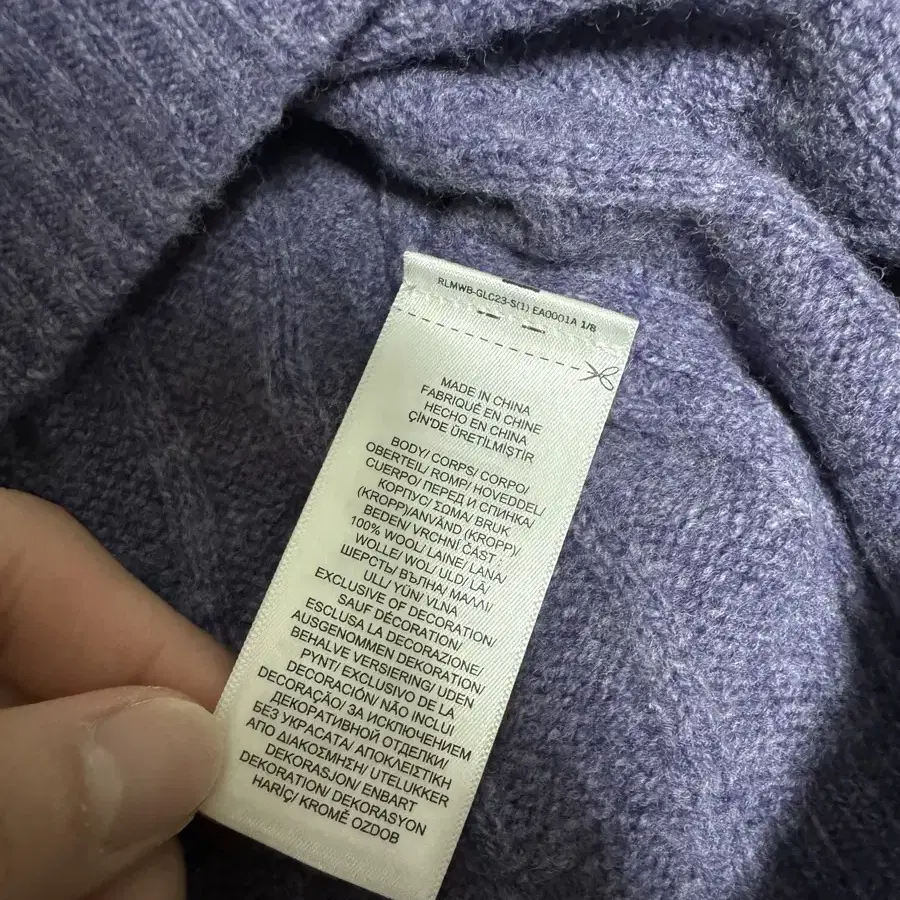 RLMWB-GLC23-S(1) EA0001A 1/8
MADE IN CHINA
FABRIQUÉ EN CHINE
HECHO EN CHINA
ÇİN'DE ÜRETİLMİŞTİR
BODY/ CORPS/ CORPO/
OBERTEIL/ ROMP/ HOVEDDEL/
CUERPO/ ПЕРЕД И СПИНКА/
КОРПУС/ ΣΩΜΑ/ BRUK
(KROPP)/ANVÄND (KROPP)/
BEDEN/ VRCHNÍ ČÁST :
100% WOOL/ LAINE/ LANA/
WOLLE/ WOL/ ULD/ LÃ/
ШЕРСТЬ/ ВЪЛНА/ ΜΑΛΛΙ/
ULL/ YÜN/ VLNA
EXCLUSIVE OF DECORATION/
SAUF DÉCORATION/
ESCLUSA LA DECORAZIONE/
AUSGENOMMEN DEKORATION/
BEHALVE VERSIERING/ UDEN
PYNT/ EXCLUSIVO DE LA
DECORACIÓN/ NÃO INCLUI
DECORAÇÃO/ ЗА ИСКЛЮЧЕНИЕМ
ДЕКОРАТИВНОЙ ОТДЕЛКИ/
БЕЗ УКРАСАТА/ ΑΠΟΚΛΕΙΣΤΙΚΗ
ΑΠΟ ΔΙΑΚΟΣΜΗΣΗ/ UTELUKKER
DEKORASJON/ ENBART
DEKORATION/ DEKORASYON
HARİÇ/ KROMĚ OZDOB